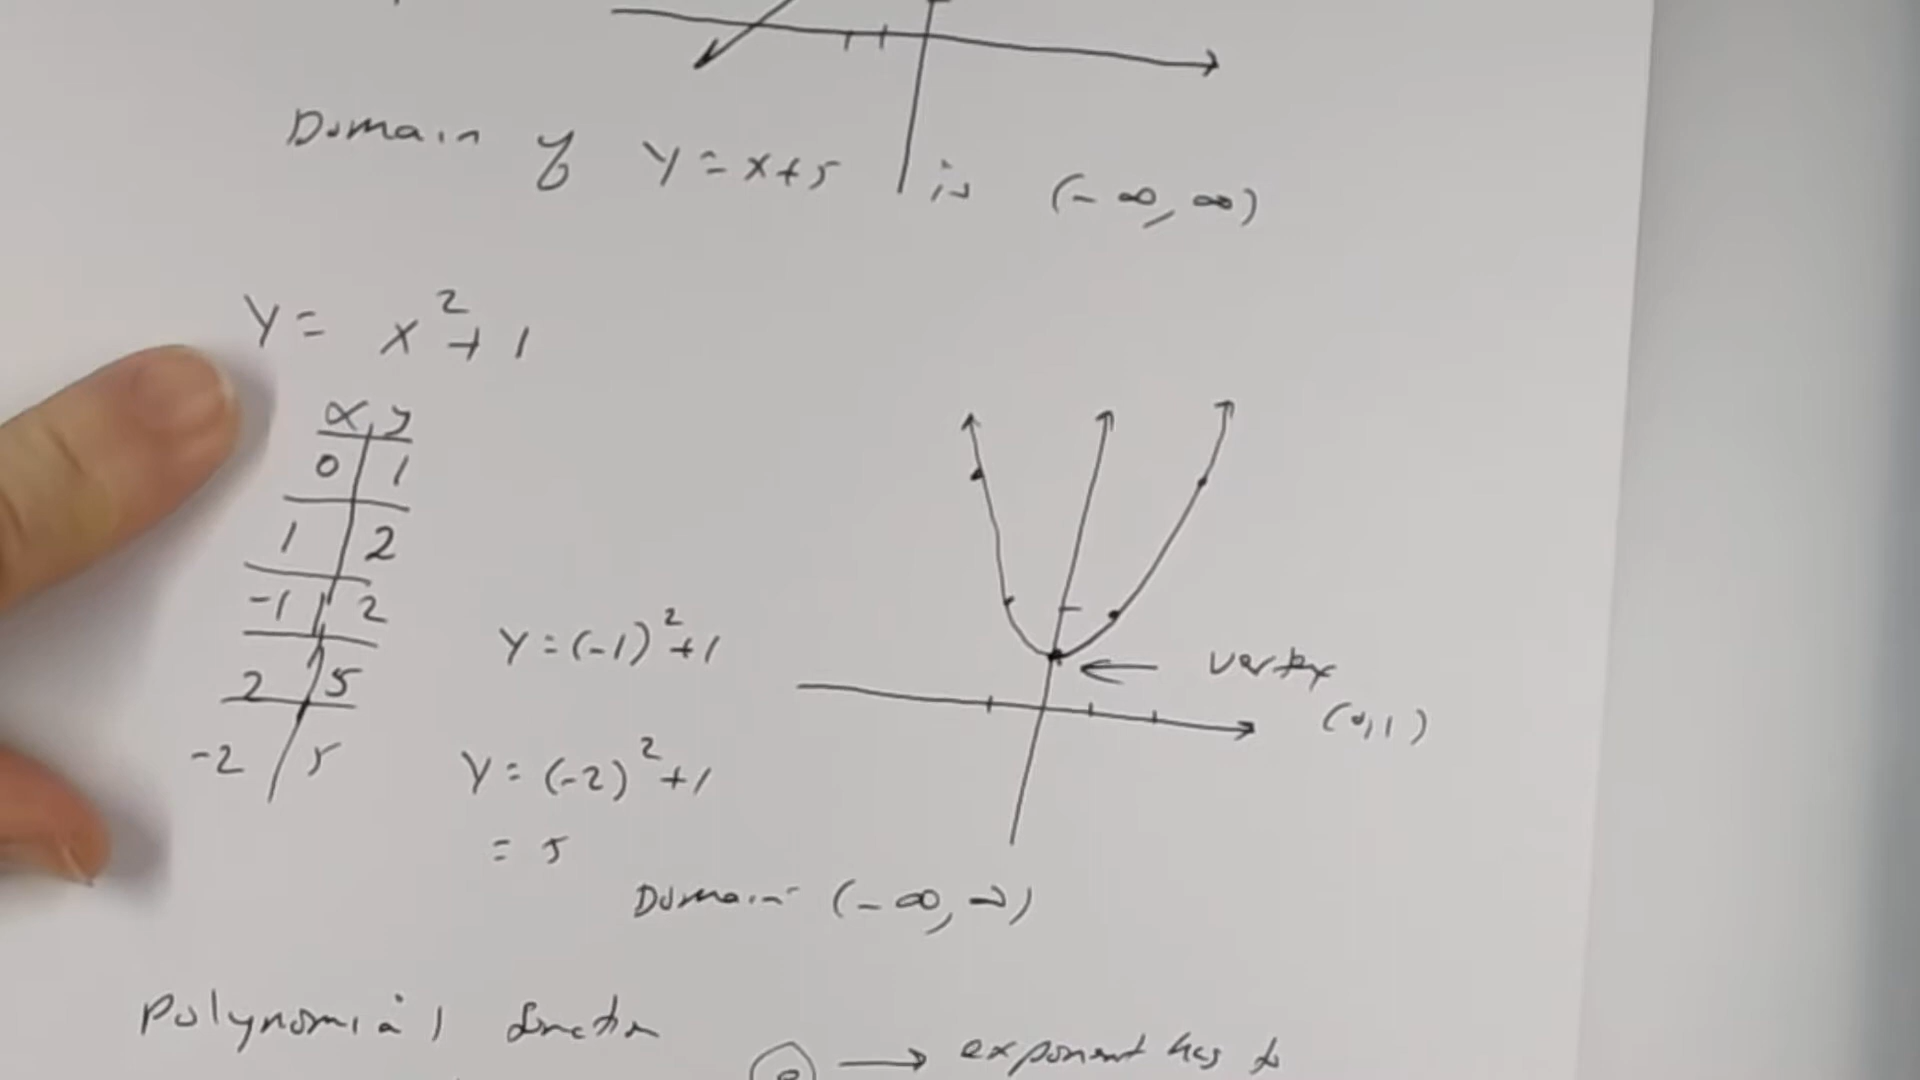 Domain of y = x+5 is (-∞, ∞)
y = x² + 1
x y
0 1
1 2
-1 2
2 5
-2 5
y = (-1)² + 1
y = (-2)² + 1
= 5
vertex
(0,1)
Domain (-∞, ∞)
Polynomial function
exponent has to